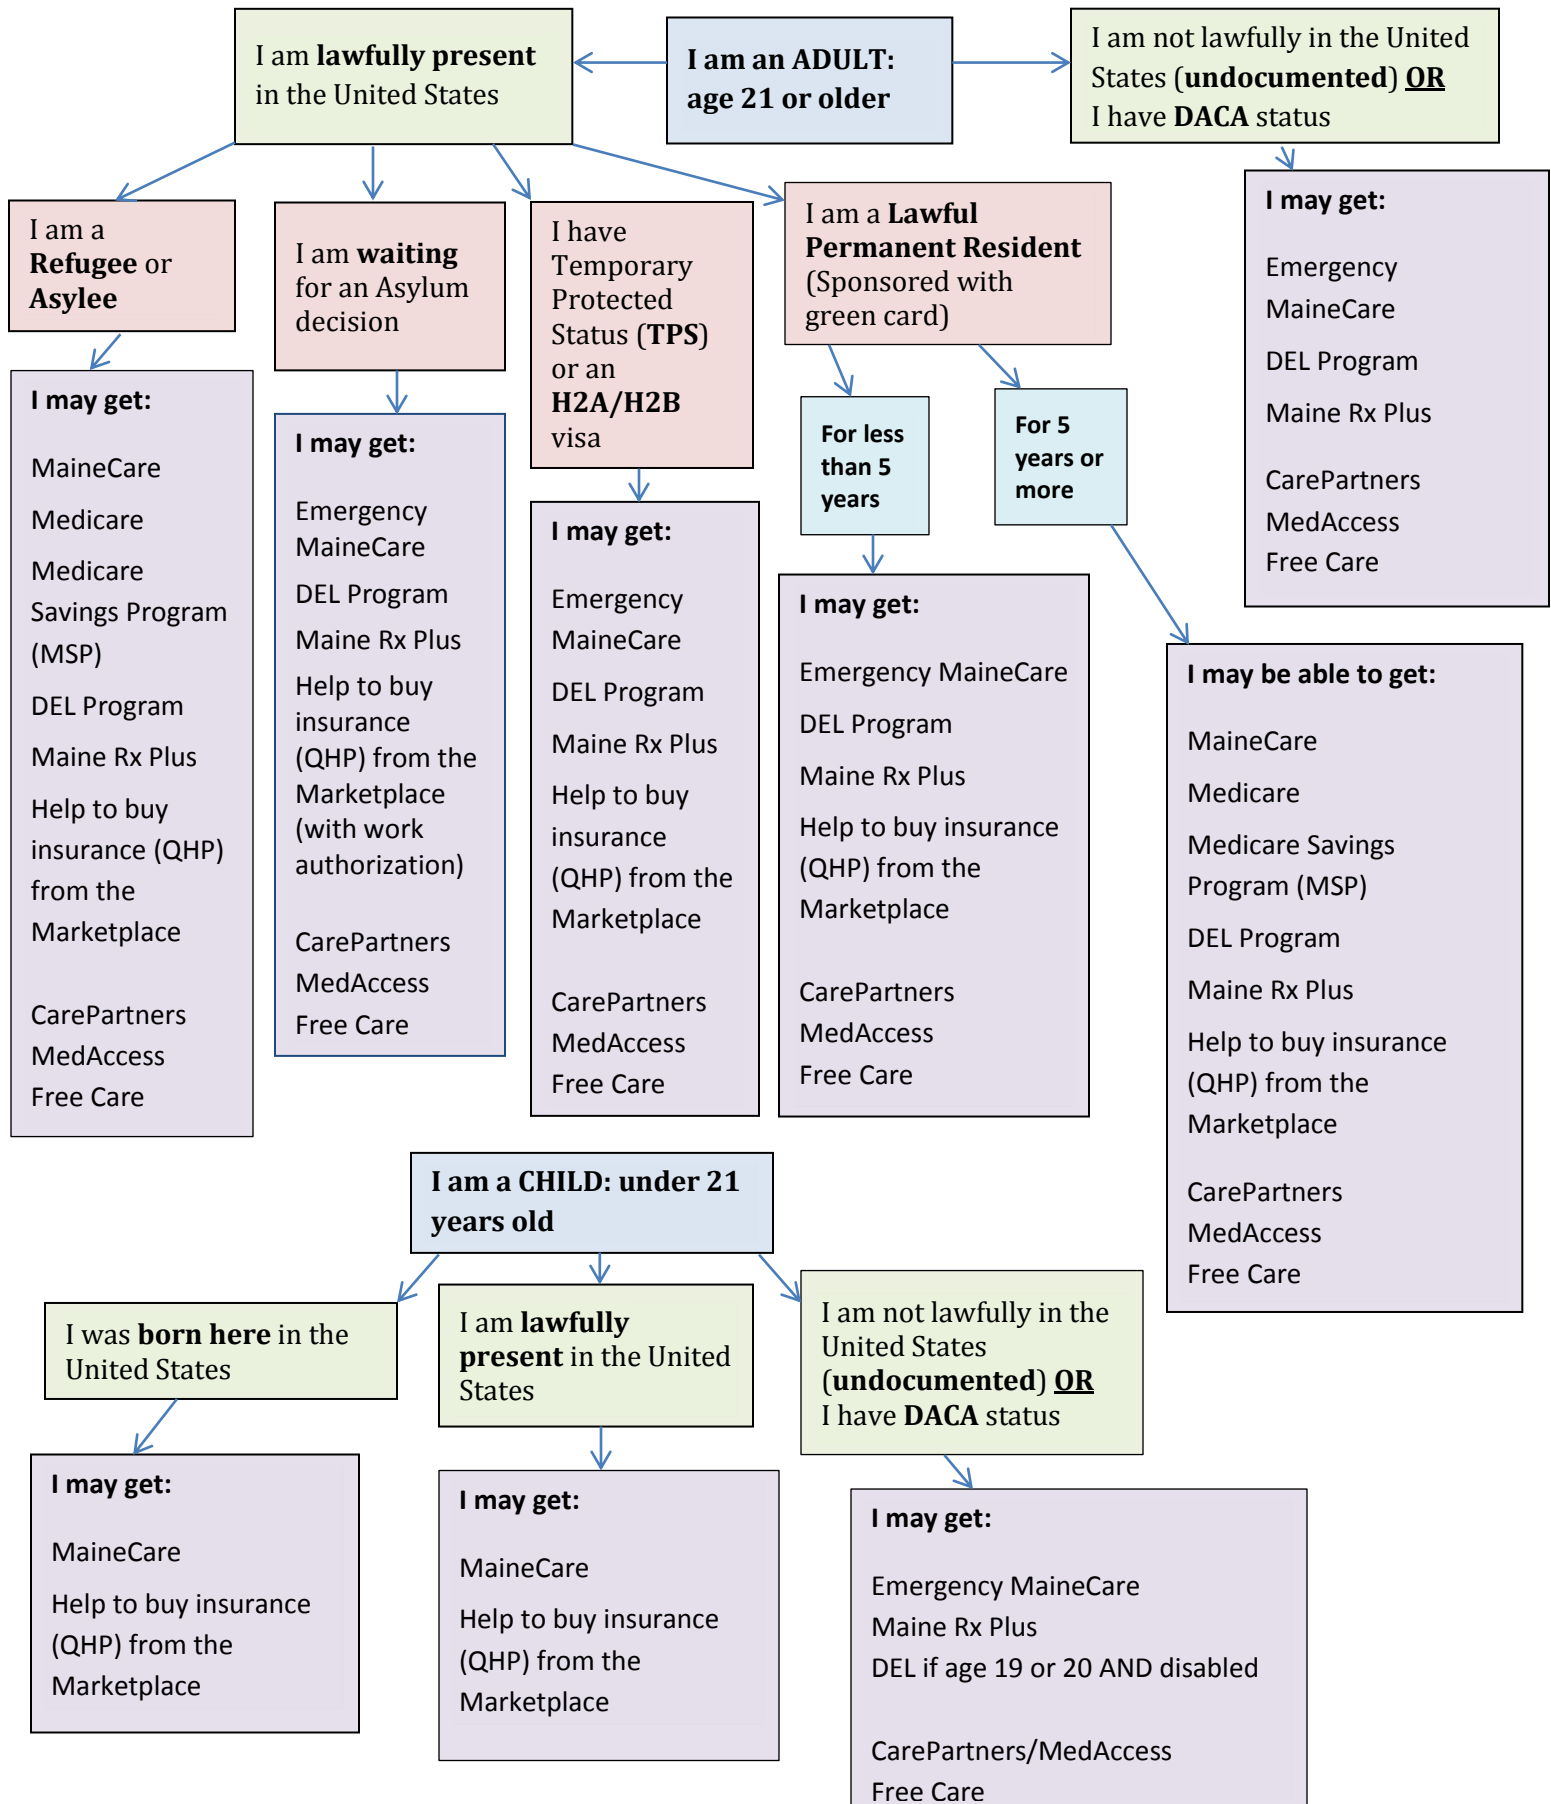 I am lawfully present
in the United States
I am an ADULT:
age 21 or older
I am not lawfully in the United
States (undocumented) OR
I have DACA status
I am a
Refugee or
Asylee
I am waiting
for an Asylum
decision
I have
Temporary
Protected
Status (TPS)
or an
H2A/H2B
visa
I am a Lawful
Permanent Resident
(Sponsored with
green card)
For less
than 5
years
For 5
years or
more
I may get:
MaineCare
Medicare
Medicare
Savings Program
(MSP)
DEL Program
Maine Rx Plus
Help to buy
insurance (QHP)
from the
Marketplace
CarePartners
MedAccess
Free Care
I may get:
Emergency
MaineCare
DEL Program
Maine Rx Plus
Help to buy
insurance
(QHP) from the
Marketplace
(with work
authorization)
CarePartners
MedAccess
Free Care
I may get:
Emergency
MaineCare
DEL Program
Maine Rx Plus
Help to buy
insurance
(QHP) from the
Marketplace
CarePartners
MedAccess
Free Care
I may get:
Emergency MaineCare
DEL Program
Maine Rx Plus
Help to buy insurance
(QHP) from the
Marketplace
CarePartners
MedAccess
Free Care
I may be able to get:
MaineCare
Medicare
Medicare Savings
Program (MSP)
DEL Program
Maine Rx Plus
Help to buy insurance
(QHP) from the
Marketplace
CarePartners
MedAccess
Free Care
I may get:
Emergency
MaineCare
DEL Program
Maine Rx Plus
CarePartners
MedAccess
Free Care
I am a CHILD: under 21
years old
I was born here in the
United States
I am lawfully
present in the United
States
I am not lawfully in the
United States
(undocumented) OR
I have DACA status
I may get:
MaineCare
Help to buy insurance
(QHP) from the
Marketplace
I may get:
MaineCare
Help to buy insurance
(QHP) from the
Marketplace
I may get:
Emergency MaineCare
Maine Rx Plus
DEL if age 19 or 20 AND disabled
CarePartners/MedAccess
Free Care